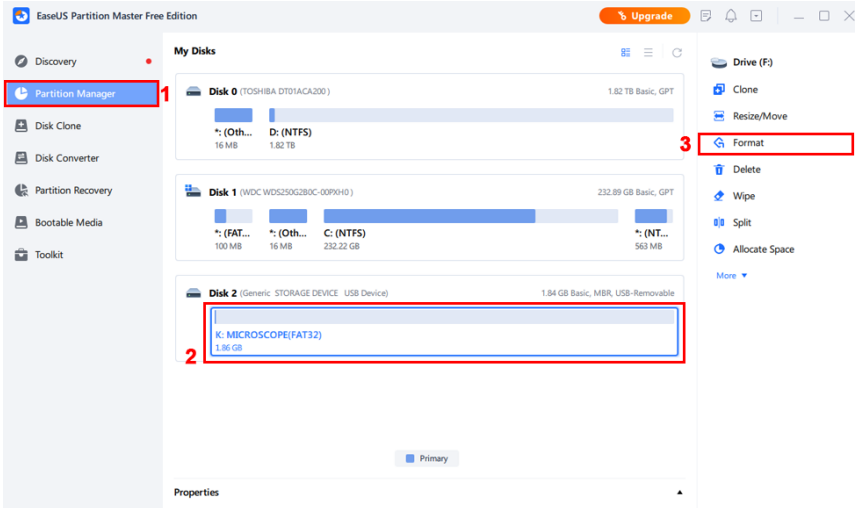 EaseUS Partition Master Free Edition
Upgrade
Discovery
Partition Manager
1
Disk Clone
Disk Converter
Partition Recovery
Bootable Media
Toolkit
My Disks
Disk 0 (TOSHIBA DT01ACA200 )
1.82 TB Basic, GPT
*: (Oth...
D: (NTFS)
16 MB
1.82 TB
Disk 1 (WDC WDS250G2B0C-00PXH0 )
232.89 GB Basic, GPT
*: (FAT...
*: (Oth...
C: (NTFS)
*: (NT...
100 MB
16 MB
232.22 GB
563 MB
Disk 2 (Generic STORAGE DEVICE USB Device)
1.84 GB Basic, MBR, USB-Removable
K: MICROSCOPE(FAT32)
1.86 GB
2
Primary
Properties
Drive (F:)
Clone
Resize/Move
3
Format
Delete
Wipe
Split
Allocate Space
More